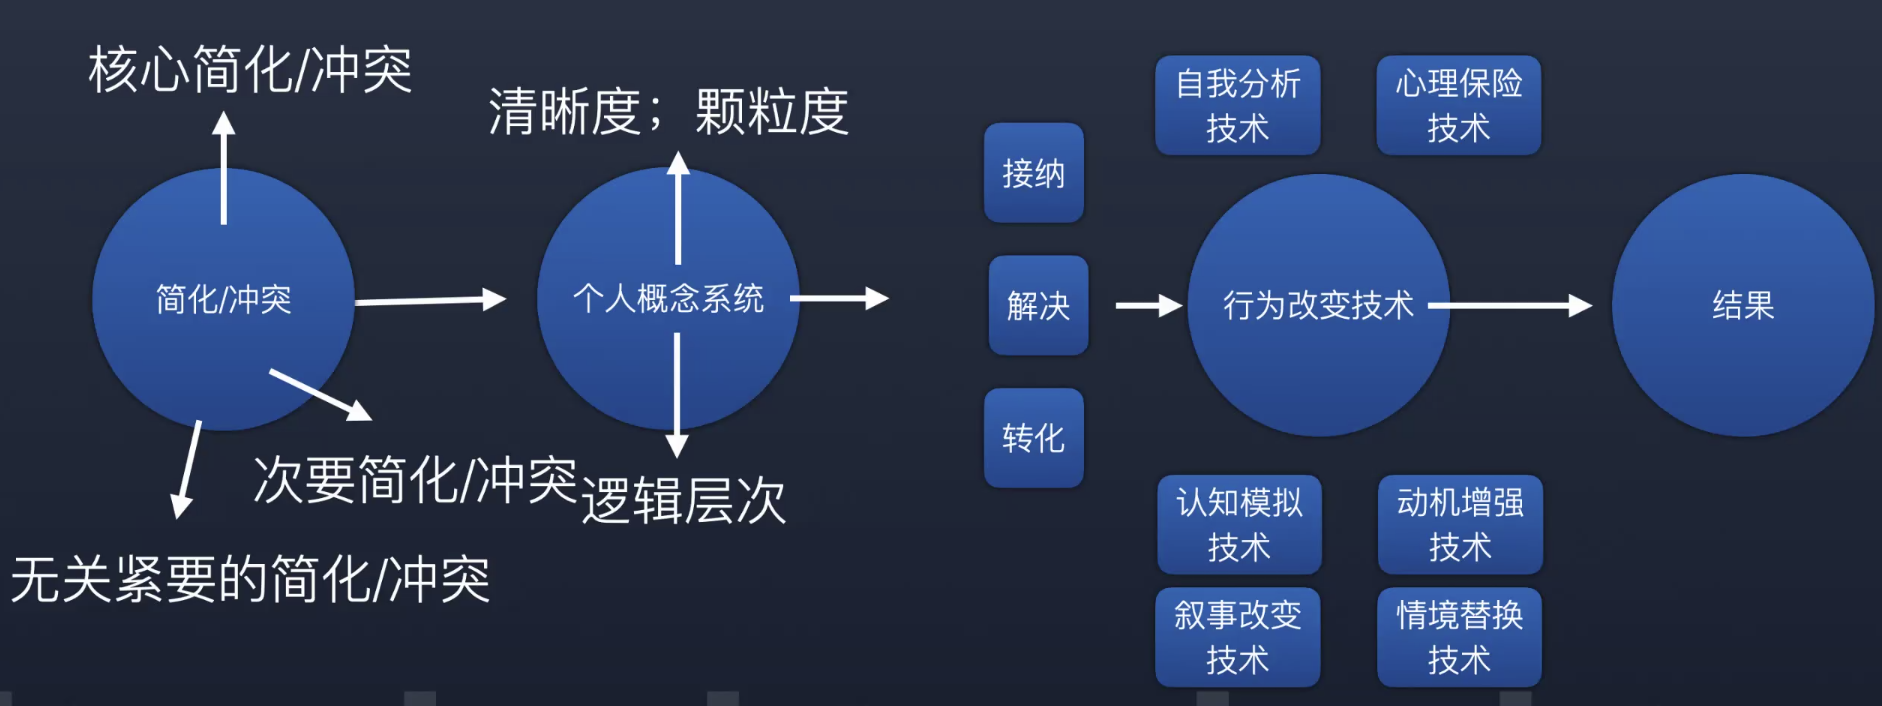 核心简化/冲突
清晰度；颗粒度
简化/冲突
个人概念系统
次要简化/冲突
逻辑层次
无关紧要的简化/冲突
接纳
解决
转化
自我分析
技术
心理保险
技术
行为改变技术
结果
认知模拟
技术
动机增强
技术
叙事改变
技术
情境替换
技术